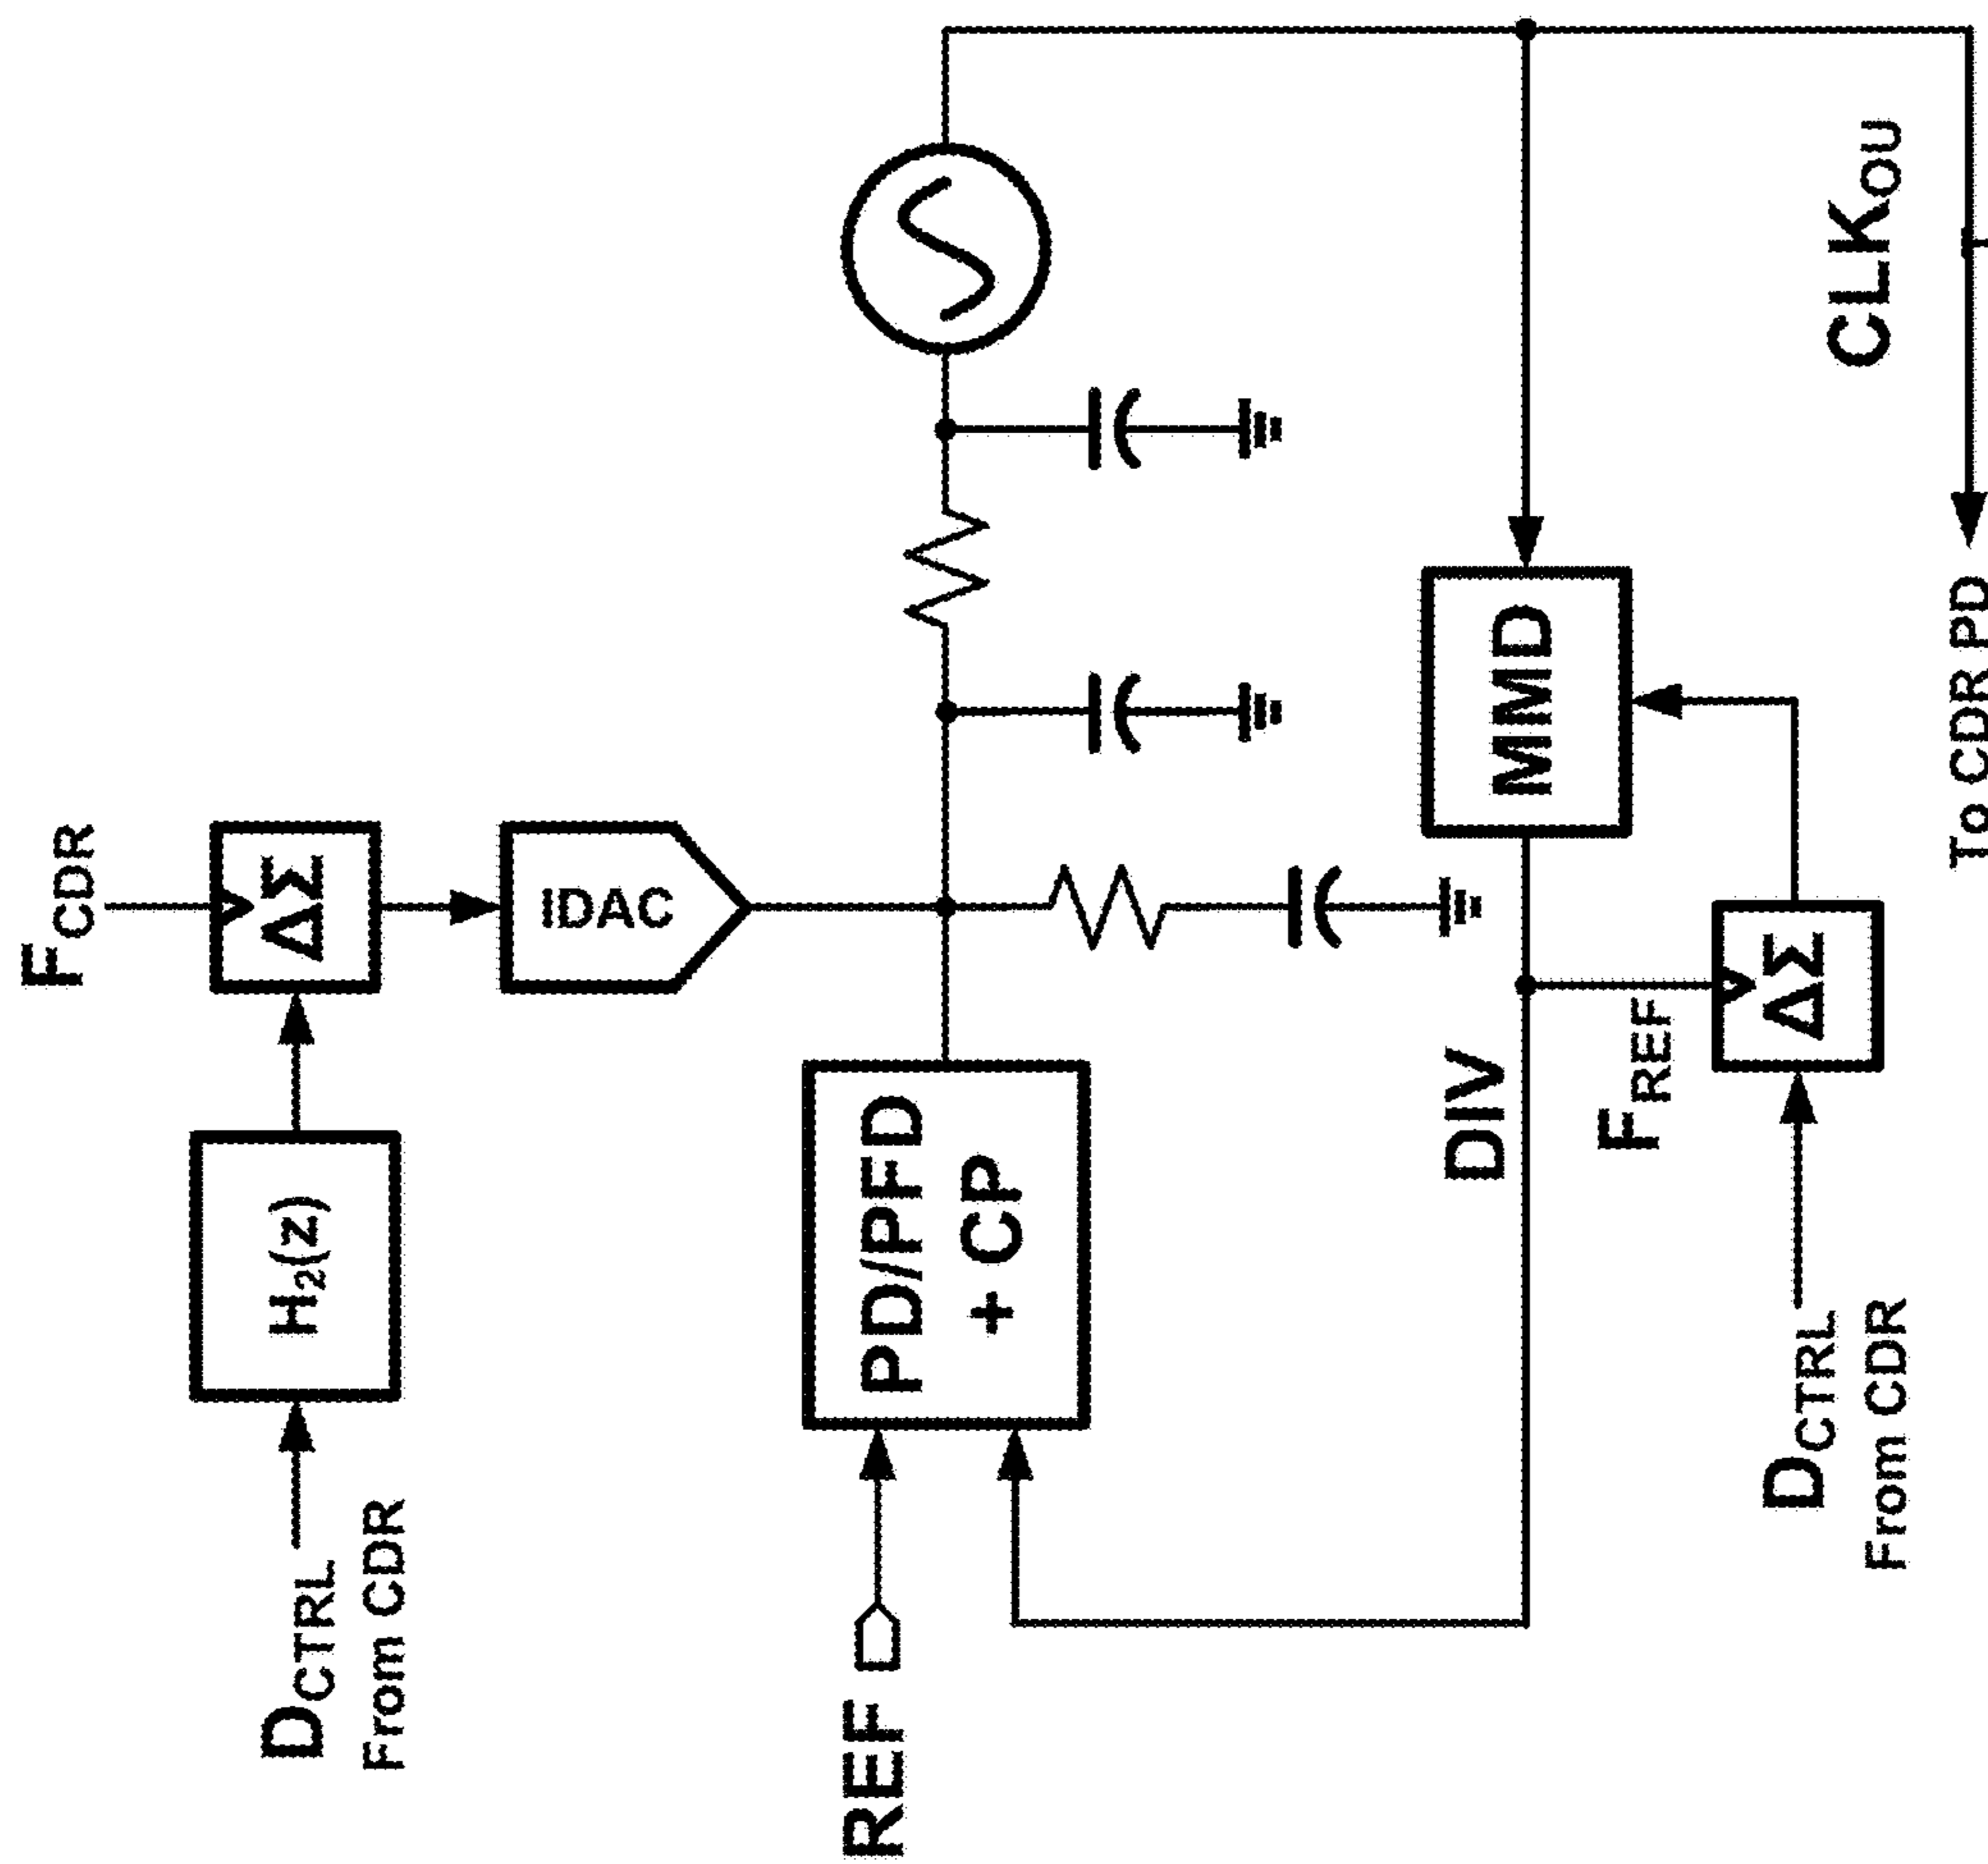 D_CTRL
From CDR
H₂(z)
ΔΣ
F_CDR
IDAC
REF
PD/PFD
+ CP
DIV
MMD
F_REF
ΔΣ
D_CTRL
From CDR
CLK_OU
To CDR PD